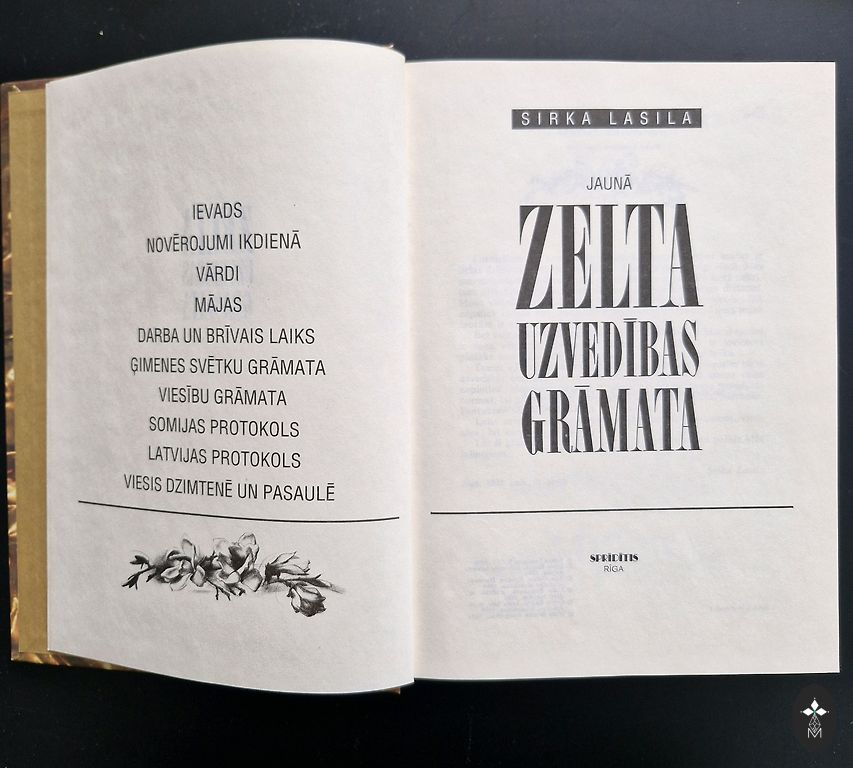 IEVADS
NOVĒROJUMI IKDIENĀ
VĀRDI
MĀJAS
DARBA UN BRĪVAIS LAIKS
ĢIMENES SVĒTKU GRĀMATA
VIESĪBU GRĀMATA
SOMIJAS PROTOKOLS
LATVIJAS PROTOKOLS
VIESIS DZIMTENĒ UN PASAULĒ
SIRKA LASILA
JAUNĀ
ZELTA
UZVEDĪBAS
GRĀMATA
SPRĪDĪTIS
RĪGA